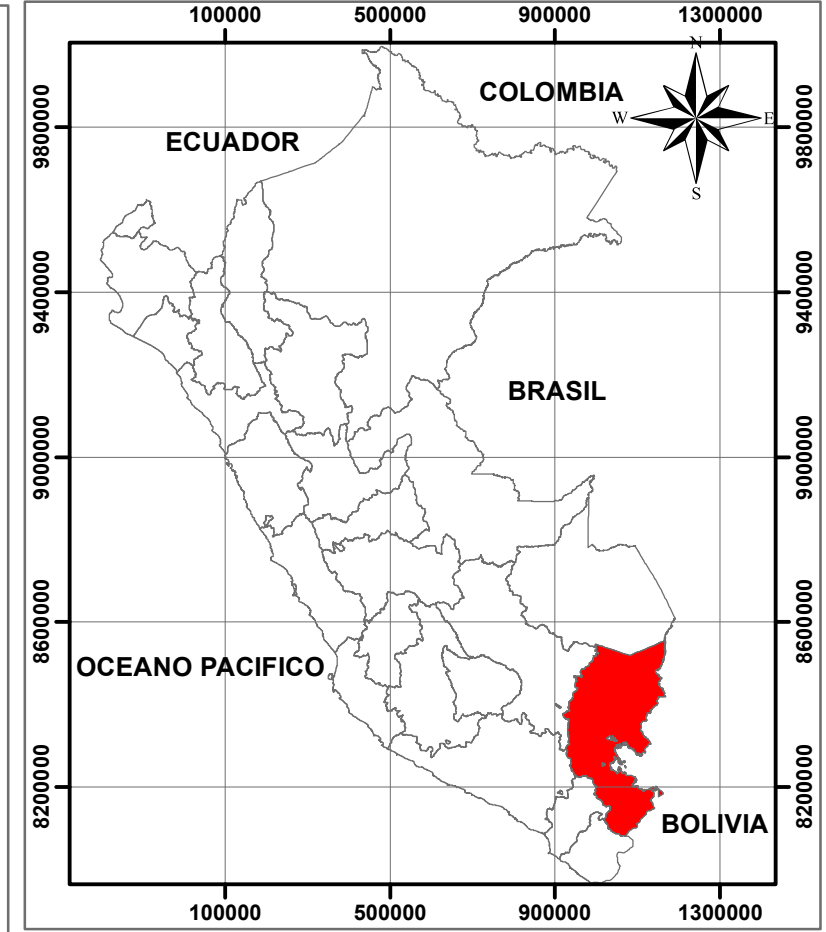 100000 500000 900000 1300000
N
COLOMBIA
W E
9800000 9800000
ECUADOR
S
9400000 9400000
BRASIL
9000000 9000000
8600000 8600000
OCEANO PACIFICO
8200000 8200000
BOLIVIA
100000 500000 900000 1300000